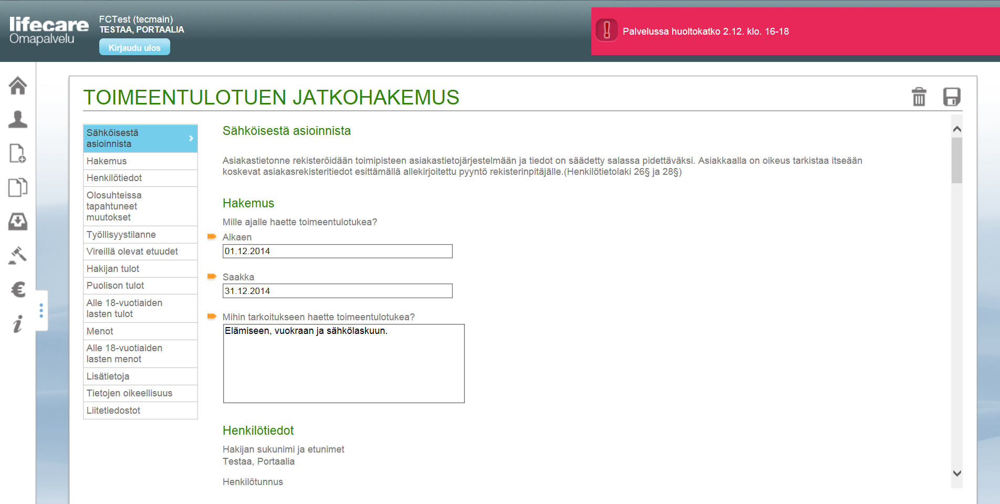 lifecare
Omapalvelu
FCTest (tecmain)
TESTAA, PORTAALIA
Kirjaudu ulos
Palvelussa huoltokatko 2.12. klo. 16-18
TOIMEENTULOTUEN JATKOHAKEMUS
Sähköisestä
asioinnista
Hakemus
Henkilötiedot
Olosuhteissa
tapahtuneet
muutokset
Työllisyystilanne
Vireillä olevat etuudet
Hakijan tulot
Puolison tulot
Alle 18-vuotiaiden
lasten tulot
Menot
Alle 18-vuotiaiden
lasten menot
Lisätietoja
Tietojen oikeellisuus
Liitetiedostot
Sähköisestä asioinnista
Asiakastietonne rekisteröidään toimipisteen asiakastietojärjestelmään ja tiedot on säädetty salassa pidettäväksi. Asiakkaalla on oikeus tarkistaa itseään
koskevat asiakasrekisteritiedot esittämällä allekirjoitettu pyyntö rekisterinpitäjälle.(Henkilötietolaki 26§ ja 28§)
Hakemus
Mille ajalle haette toimeentulotukea?
Alkaen
01.12.2014
Saakka
31.12.2014
Mihin tarkoitukseen haette toimeentulotukea?
Elämiseen, vuokraan ja sähkölaskuun.
Henkilötiedot
Hakijan sukunimi ja etunimet
Testaa, Portaalia
Henkilötunnus